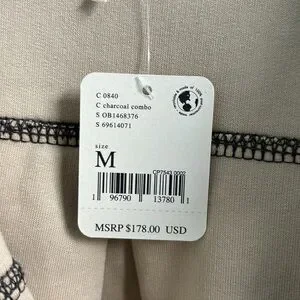 C 0840
C charcoal combo
S OB1468376
S 69614071
size
M
CP7543 0002
1 96790 13780 1
MSRP $178.00 USD